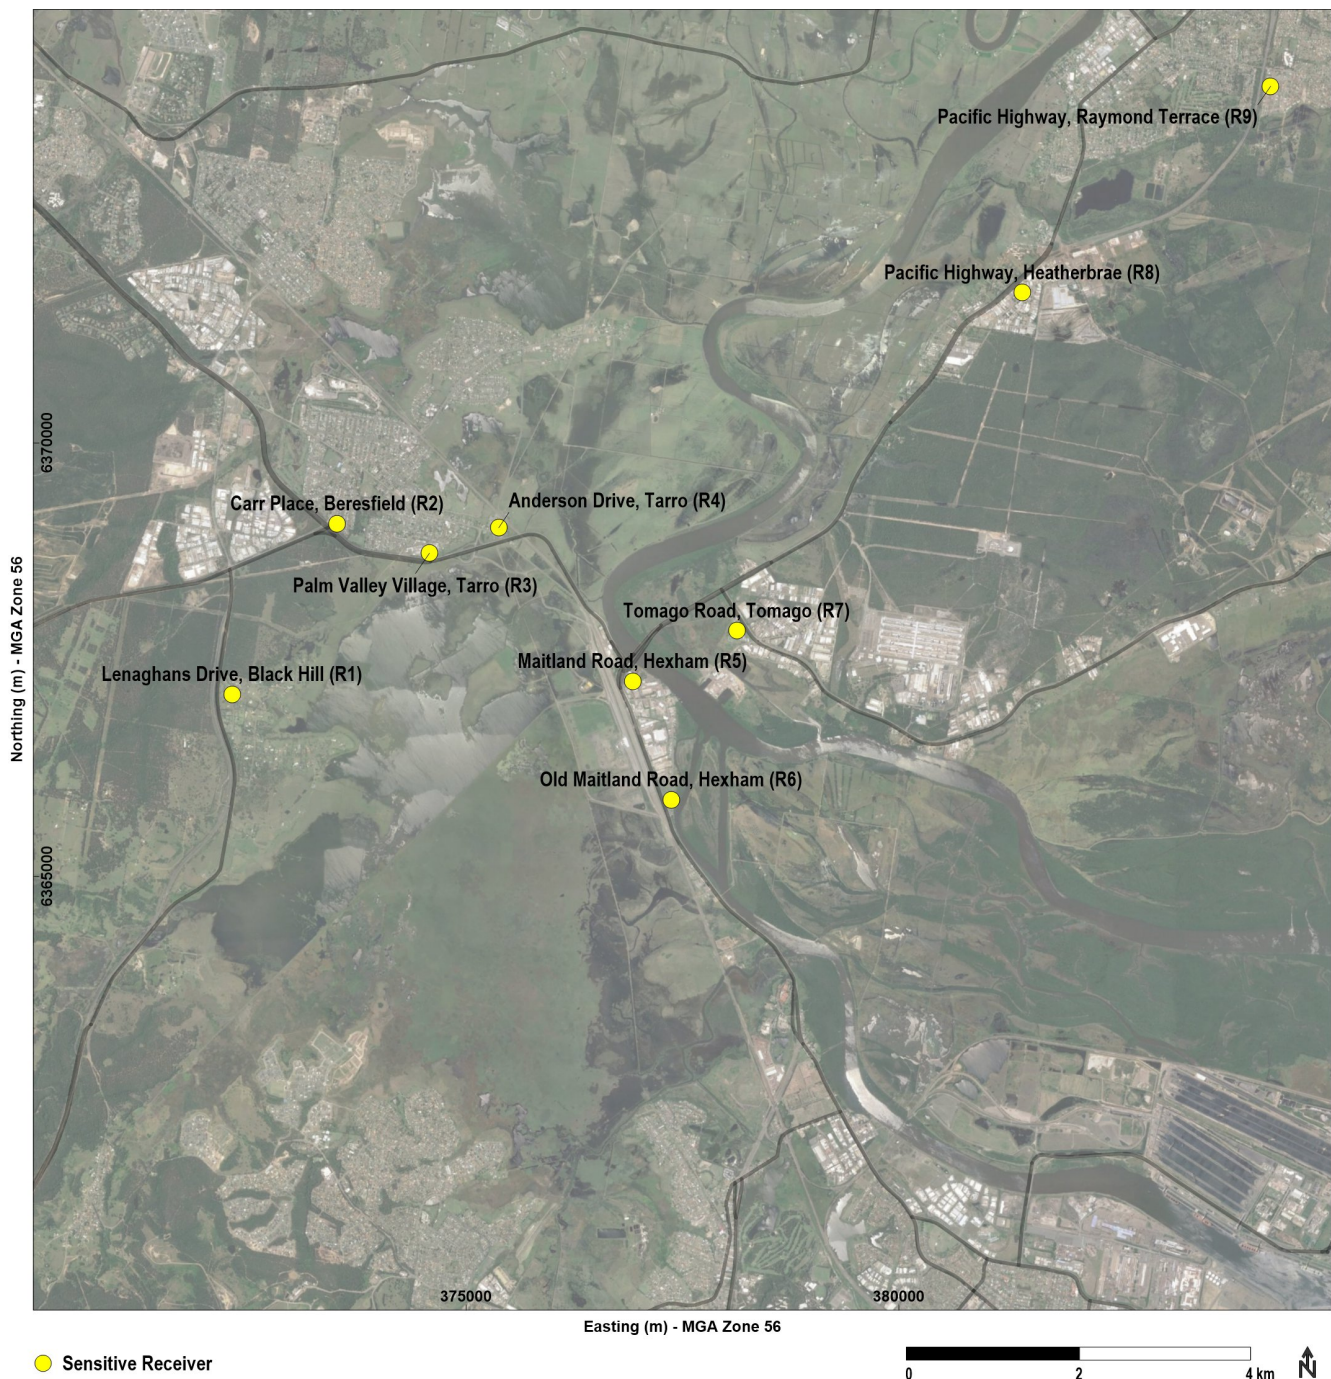 Pacific Highway, Raymond Terrace (R9)
Pacific Highway, Heatherbrae (R8)
6370000
Carr Place, Beresfield (R2)
Anderson Drive, Tarro (R4)
Palm Valley Village, Tarro (R3)
Tomago Road, Tomago (R7)
Maitland Road, Hexham (R5)
Lenaghans Drive, Black Hill (R1)
Northing (m) - MGA Zone 56
Old Maitland Road, Hexham (R6)
6365000
375000
380000
Easting (m) - MGA Zone 56
Sensitive Receiver
0 2 4 km
N